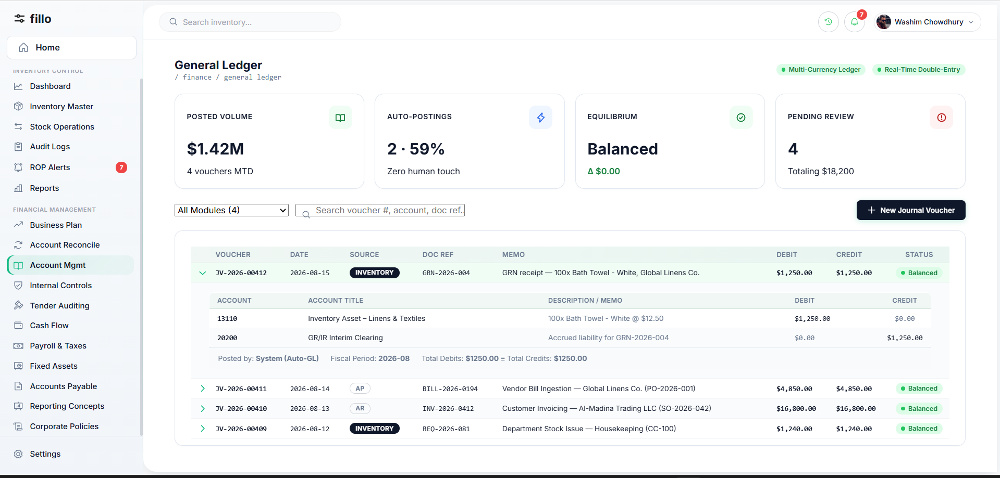 fillo
Search inventory...
7
Washim Chowdhury
Home
INVENTORY CONTROL
Dashboard
Inventory Master
Stock Operations
Audit Logs
ROP Alerts 7
Reports
FINANCIAL MANAGEMENT
Business Plan
Account Reconcile
Account Mgmt
Internal Controls
Tender Auditing
Cash Flow
Payroll & Taxes
Fixed Assets
Accounts Payable
Reporting Concepts
Corporate Policies
Settings
General Ledger
/ finance / general ledger
Multi-Currency Ledger
Real-Time Double-Entry
POSTED VOLUME
$1.42M
4 vouchers MTD
AUTO-POSTINGS
2 · 59%
Zero human touch
EQUILIBRIUM
Balanced
Δ $0.00
PENDING REVIEW
4
Totaling $18,200
All Modules (4)
Search voucher #, account, doc ref.
New Journal Voucher
VOUCHER DATE SOURCE DOC REF MEMO DEBIT CREDIT STATUS
JV-2026-00412 2026-08-15 INVENTORY GRN-2026-004 GRN receipt — 100x Bath Towel - White, Global Linens Co. $1,250.00 $1,250.00 Balanced
ACCOUNT ACCOUNT TITLE DESCRIPTION / MEMO DEBIT CREDIT
13110 Inventory Asset – Linens & Textiles 100x Bath Towel - White @ $12.50 $1,250.00 $0.00
20200 GR/IR Interim Clearing Accrued liability for GRN-2026-004 $0.00 $1,250.00
Posted by: System (Auto-GL) Fiscal Period: 2026-08 Total Debits: $1250.00 ≡ Total Credits: $1250.00
JV-2026-00411 2026-08-14 AP BILL-2026-0194 Vendor Bill Ingestion — Global Linens Co. (PO-2026-001) $4,850.00 $4,850.00 Balanced
JV-2026-00410 2026-08-13 AR INV-2026-0412 Customer Invoicing — Al-Madina Trading LLC (SO-2026-042) $16,800.00 $16,800.00 Balanced
JV-2026-00409 2026-08-12 INVENTORY REQ-2026-081 Department Stock Issue — Housekeeping (CC-100) $1,240.00 $1,240.00 Balanced